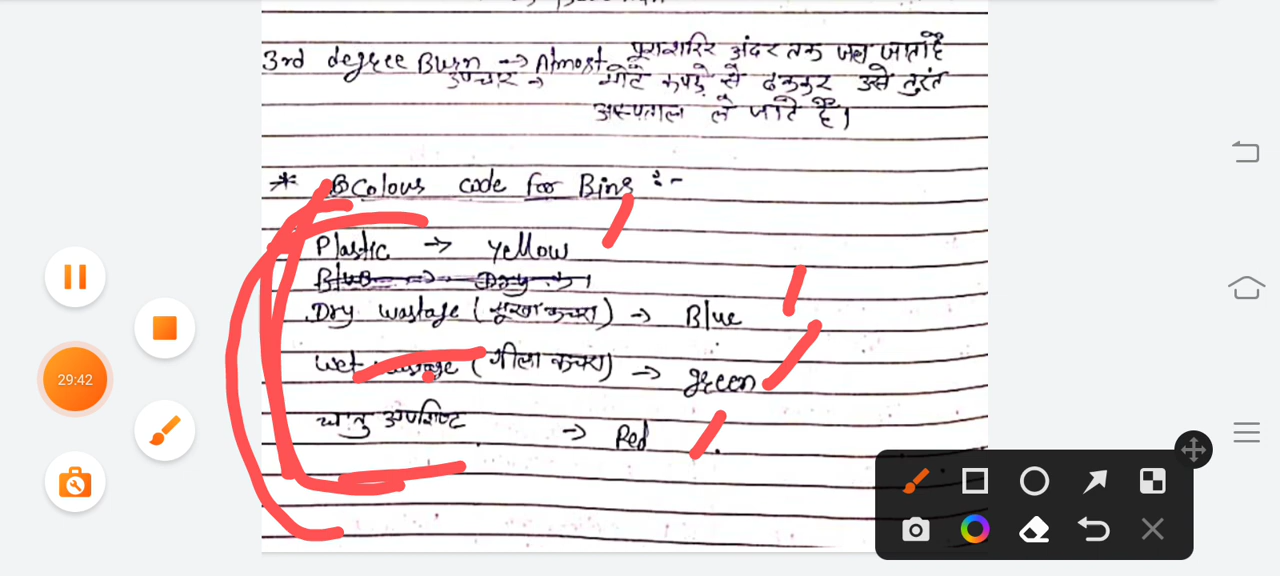 3rd degree Burn → Almost पूरा शरिर अंदर तक जल जाता है
उपचार → मोटे कपड़े से ढककर उसे तुरंत
अस्पताल ले जाते है।
* Colour code for Bins :-
Plastic → Yellow
Dry wastage (सूखा कचरा) → Blue
wet wastage (गीला कचरा) → green
धातु अपशिष्ट → Red
29:42